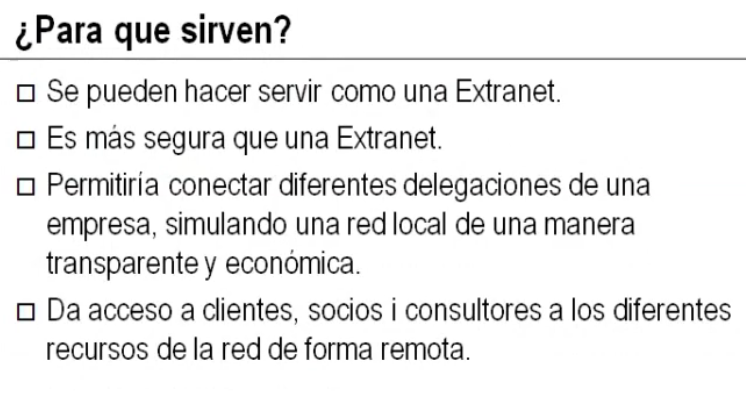 ¿Para que sirven?
□ Se pueden hacer servir como una Extranet.
□ Es más segura que una Extranet.
□ Permitiría conectar diferentes delegaciones de una
empresa, simulando una red local de una manera
transparente y económica.
□ Da acceso a clientes, socios i consultores a los diferentes
recursos de la red de forma remota.